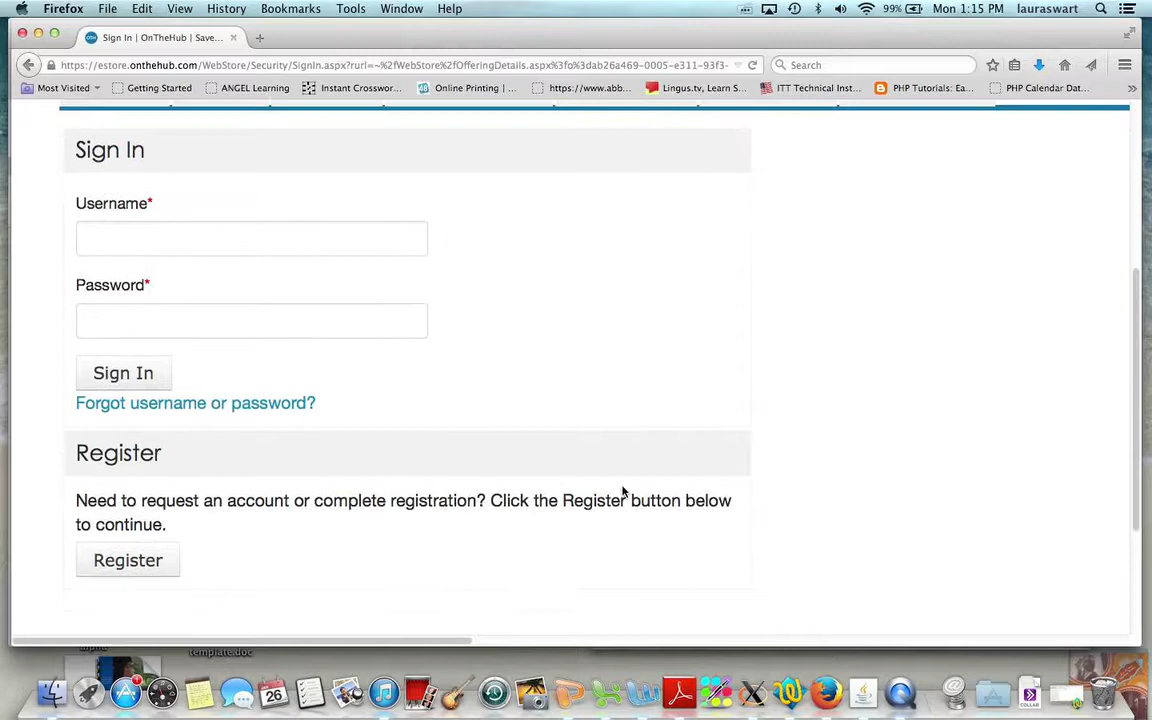 Firefox File Edit View History Bookmarks Tools Window Help 99% Mon 1:15 PM lauraswart
Sign In | OnTheHub | Save...
https://estore.onthehub.com/WebStore/Security/SignIn.aspx?rurl=~%2fWebStore%2fOfferingDetails.aspx%3fo%3dab26a469-0005-e311-93f3- Search
Most Visited Getting Started ANGEL Learning Instant Crosswor... Online Printing | ... https://www.abb... Lingus.tv, Learn S... ITT Technical Inst... PHP Tutorials: Ea... PHP Calendar Dat... »
Sign In
Username*
Password*
Sign In
Forgot username or password?
Register
Need to request an account or complete registration? Click the Register button below
to continue.
Register
template.doc
26
COLLAB